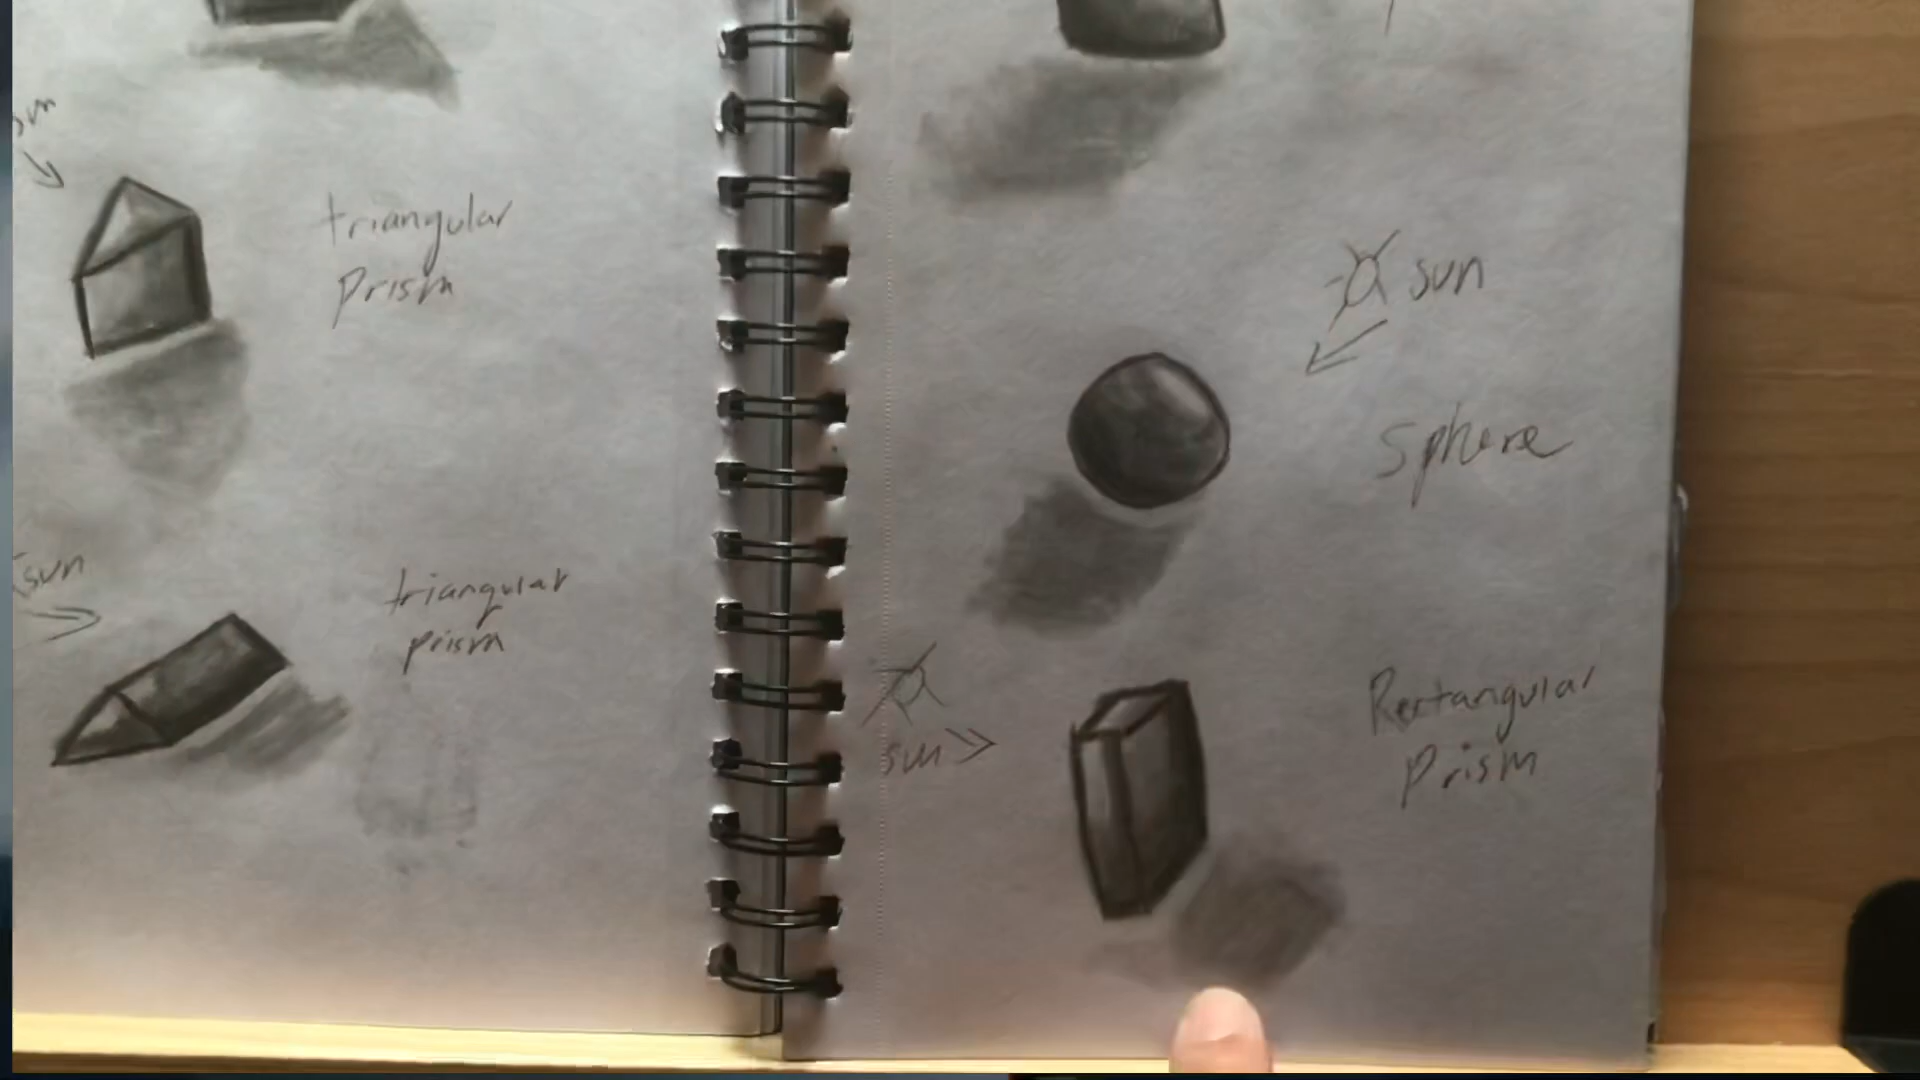 sun
triangular
prism
sun
triangular
prism
sun
sphere
sun
Rectangular
Prism